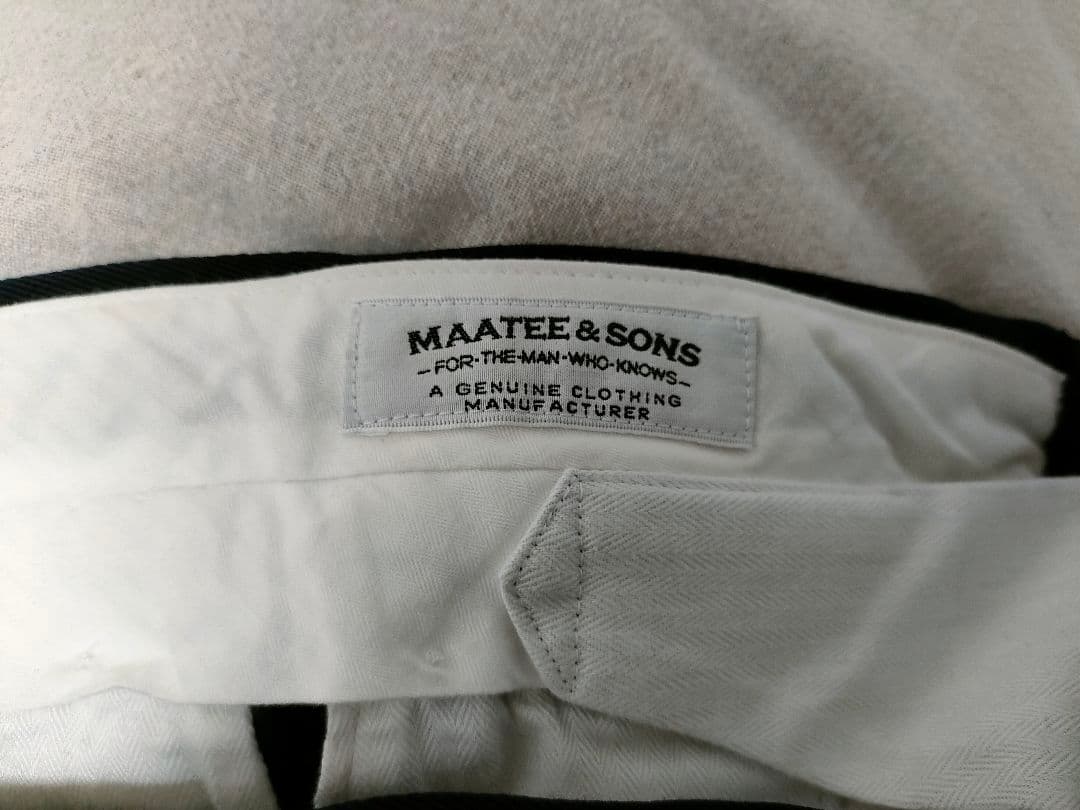 MAATEE & SONS
-FOR-THE-MAN-WHO-KNOWS-
A GENUINE CLOTHING
MANUFACTURER